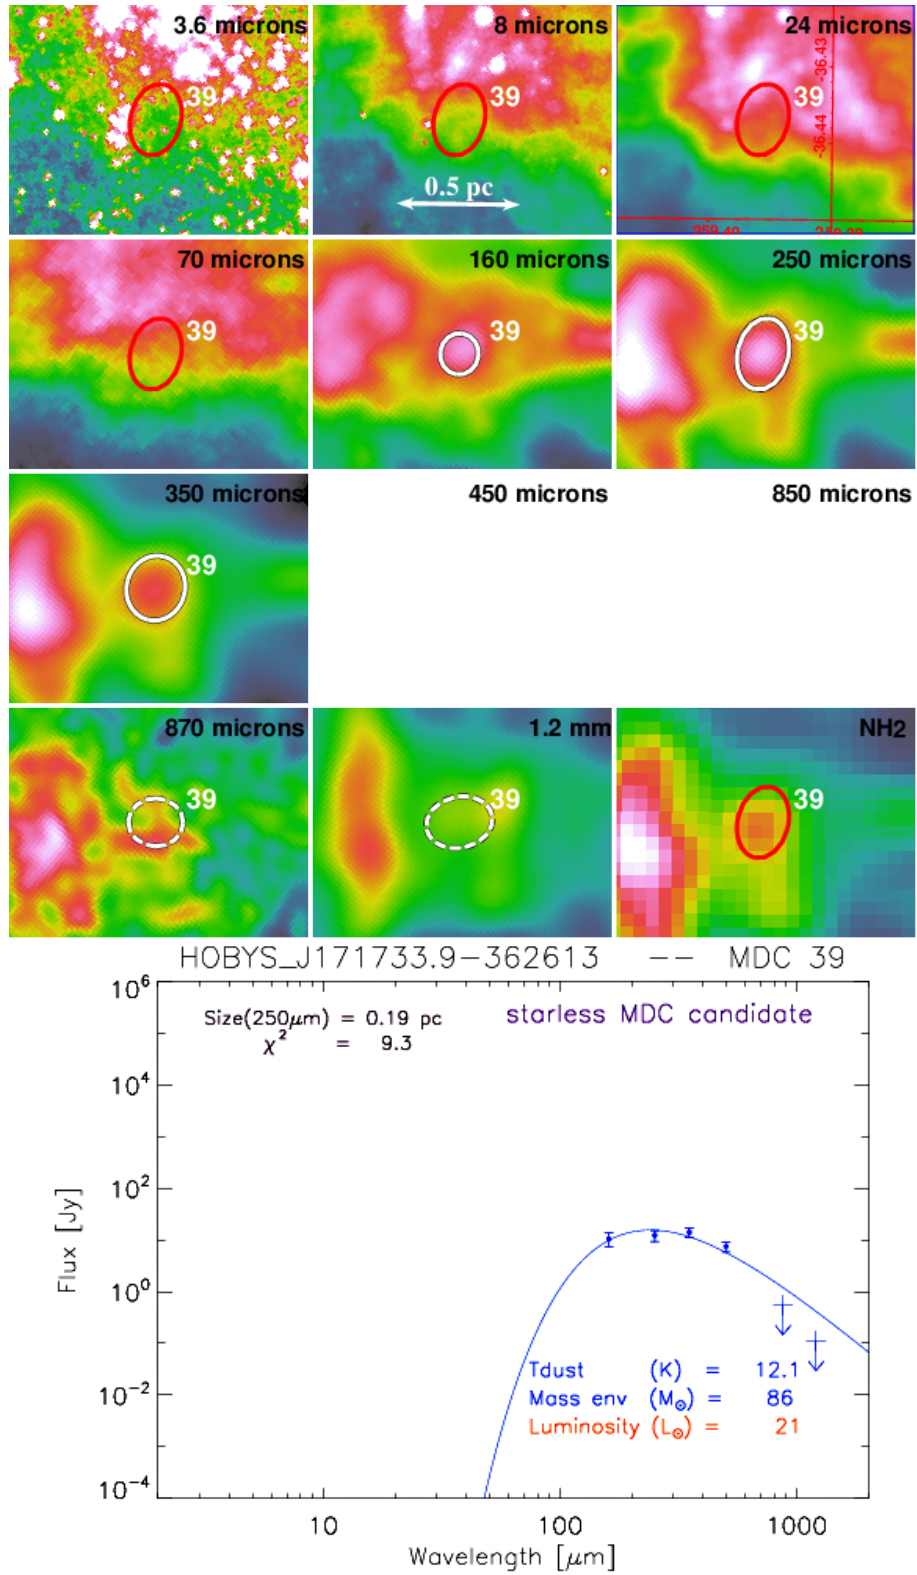 3.6 microns
39
8 microns
39
0.5 pc
24 microns
39
-36.43
-36.44
259.40
70 microns
39
160 microns
39
250 microns
39
350 microns
39
450 microns
850 microns
870 microns
39
1.2 mm
39
NH2
39
HOBYS_J171733.9-362613 -- MDC 39
Size(250μm) = 0.19 pc
χ² = 9.3
starless MDC candidate
10⁶
10⁴
10²
10⁰
10⁻²
10⁻⁴
Flux [Jy]
Tdust (K) = 12.1
Mass env (M⊙) = 86
Luminosity (L⊙) = 21
10
100
1000
Wavelength [μm]